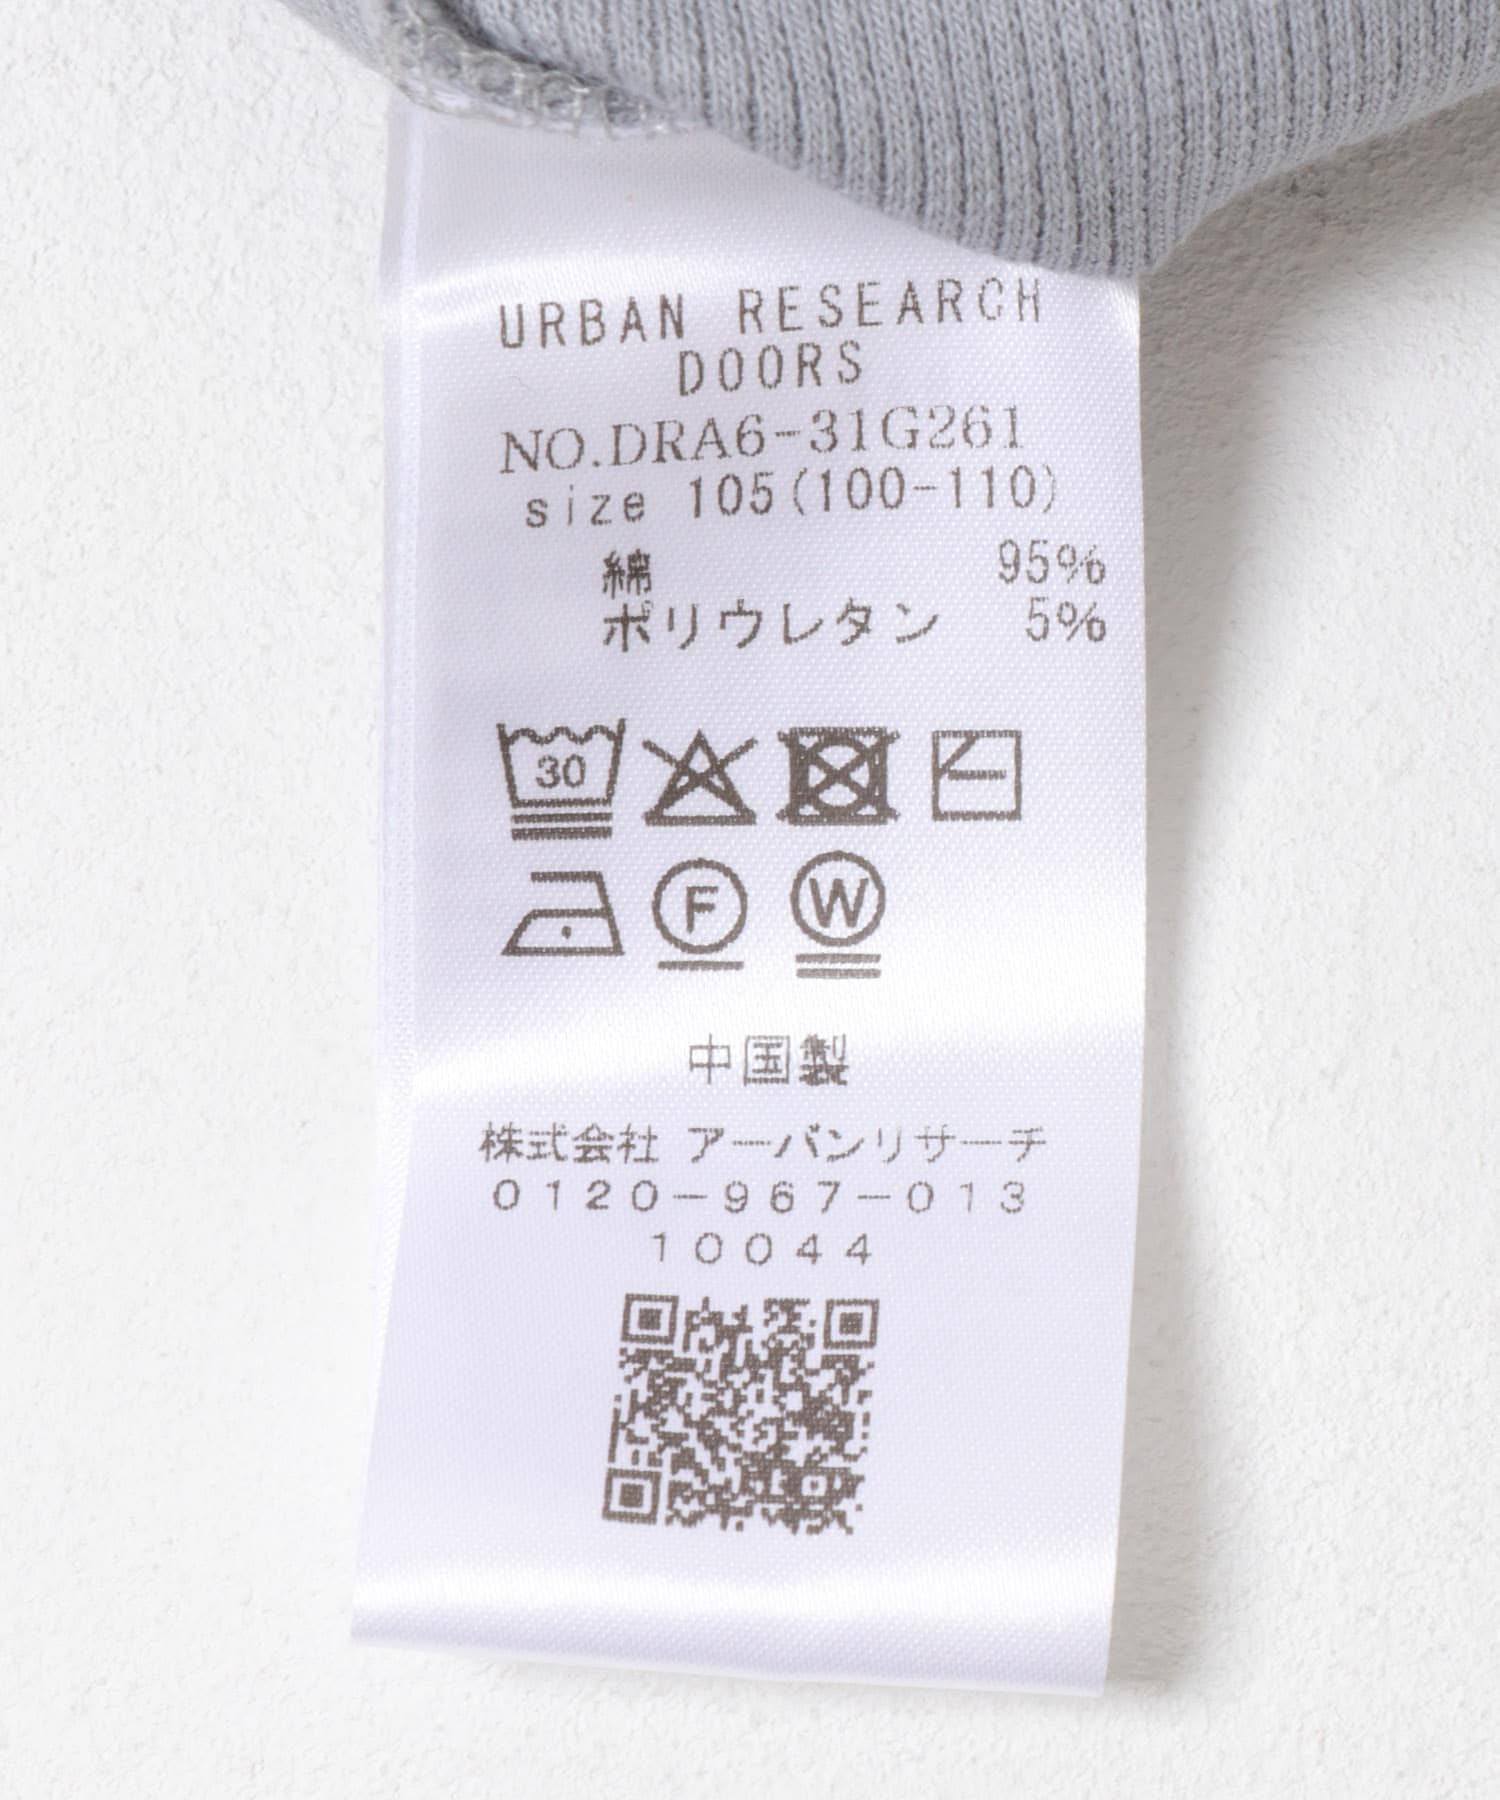 URBAN RESEARCH
DOORS
NO.DRA6-31G261
size 105(100-110)
綿 95%
ポリウレタン 5%
30
F W
中国製
株式会社 アーバンリサーチ
0120-967-013
10044